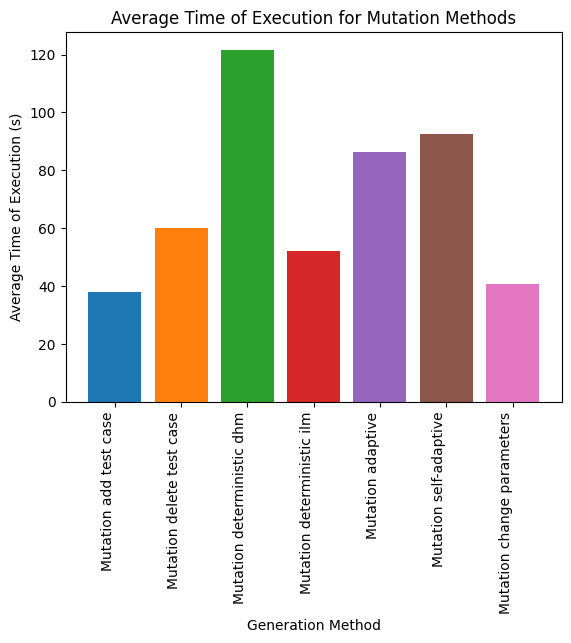 Average Time of Execution for Mutation Methods
Average Time of Execution (s)
120
100
80
60
40
20
0
Mutation add test case
Mutation delete test case
Mutation deterministic dhm
Mutation deterministic ilm
Mutation adaptive
Mutation self-adaptive
Mutation change parameters
Generation Method